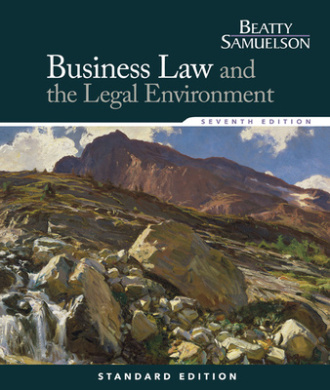 BEATTY
SAMUELSON
Business Law and
the Legal Environment
SEVENTH EDITION
STANDARD EDITION